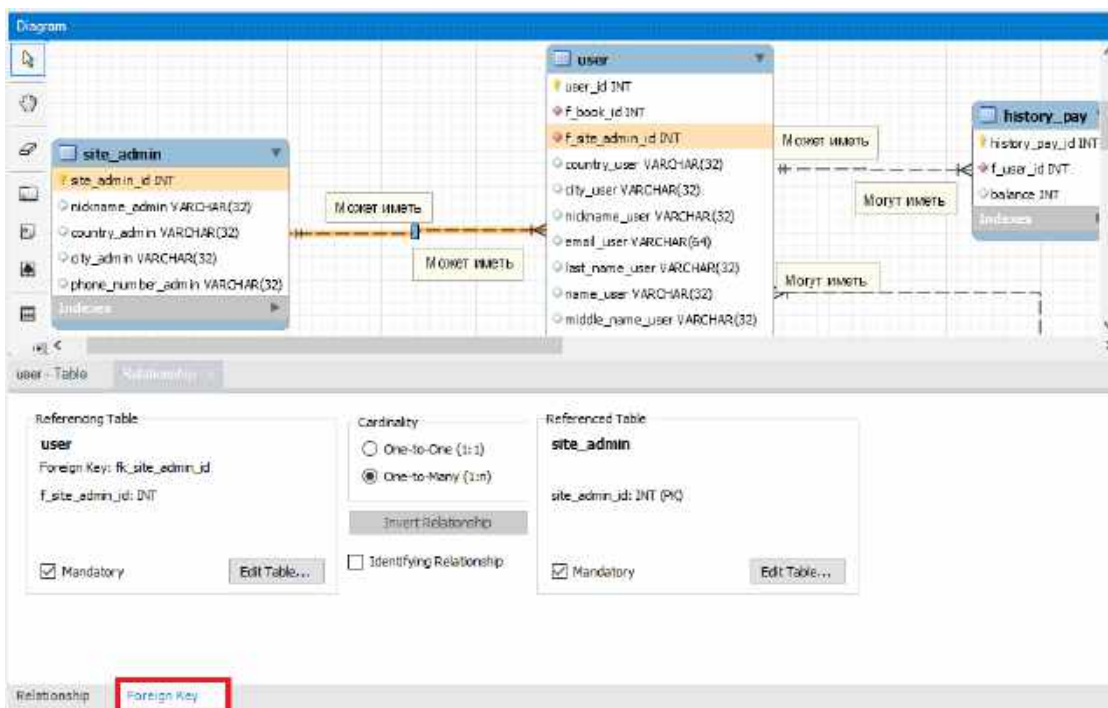 Diagram
site_admin
site_admin_id INT
nickname_admin VARCHAR(32)
country_admin VARCHAR(32)
city_admin VARCHAR(32)
phone_number_admin VARCHAR(32)
Indexes
Может иметь
Может иметь
user
user_id INT
f_book_id INT
f_site_admin_id INT
country_user VARCHAR(32)
city_user VARCHAR(32)
nickname_user VARCHAR(32)
email_user VARCHAR(64)
last_name_user VARCHAR(32)
name_user VARCHAR(32)
middle_name_user VARCHAR(32)
Может иметь
Могут иметь
Могут иметь
history_pay
history_pay_id INT
f_user_id INT
balance INT
Indexes
user - Table
Relationship
Referencing Table
user
Foreign Key: fk_site_admin_id
f_site_admin_id: INT
Mandatory
Edit Table...
Cardinality
One-to-One (1:1)
One-to-Many (1:n)
Invert Relationship
Identifying Relationship
Referenced Table
site_admin
site_admin_id: INT (PK)
Mandatory
Edit Table...
Relationship
Foreign Key